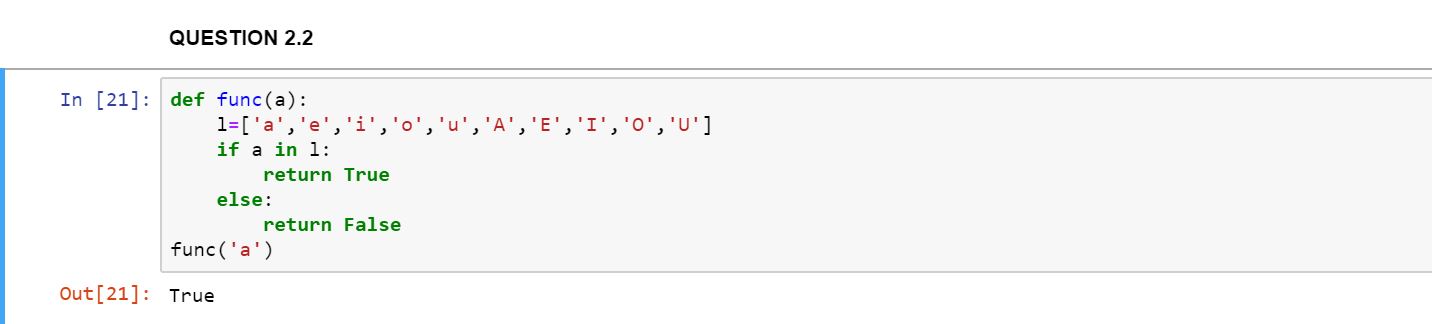 QUESTION 2.2
In [21]: def func(a):
    l=['a','e','i','o','u','A','E','I','O','U']
    if a in l:
        return True
    else:
        return False
func('a')
Out[21]: True